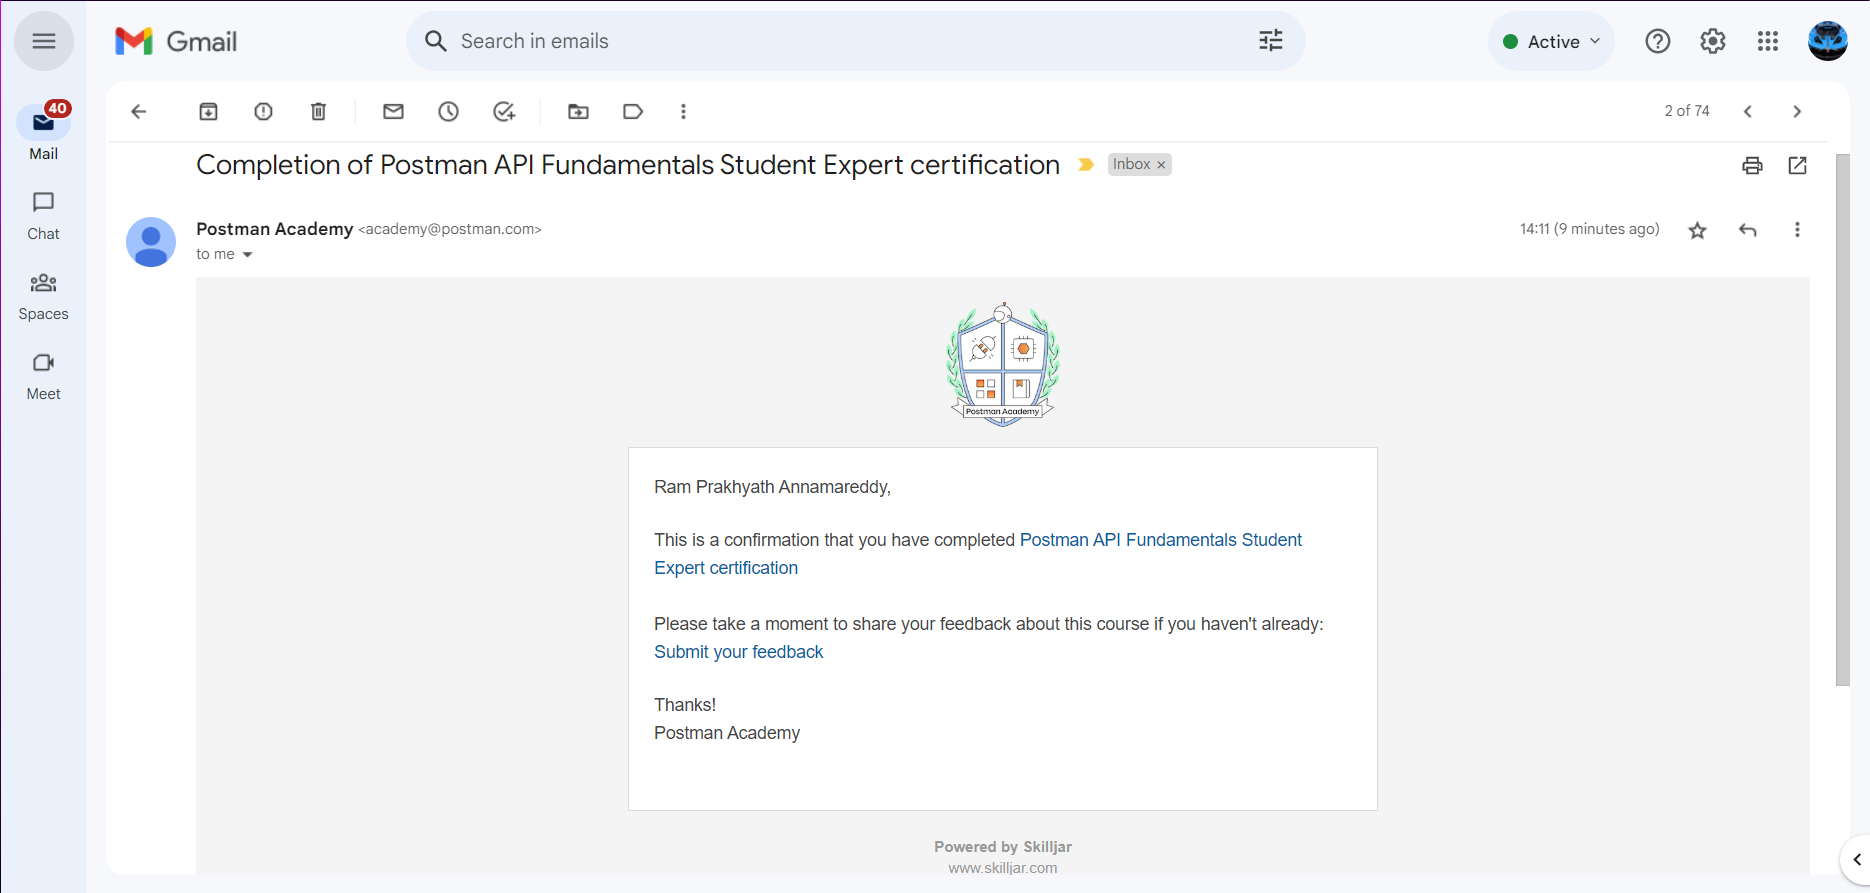 Gmail
Search in emails
Active
40
Mail
Chat
Spaces
Meet
2 of 74
Completion of Postman API Fundamentals Student Expert certification
Inbox ×
Postman Academy <academy@postman.com>
14:11 (9 minutes ago)
to me
Postman Academy
Ram Prakhyath Annamareddy,
This is a confirmation that you have completed Postman API Fundamentals Student
Expert certification
Please take a moment to share your feedback about this course if you haven't already:
Submit your feedback
Thanks!
Postman Academy
Powered by Skilljar
www.skilljar.com